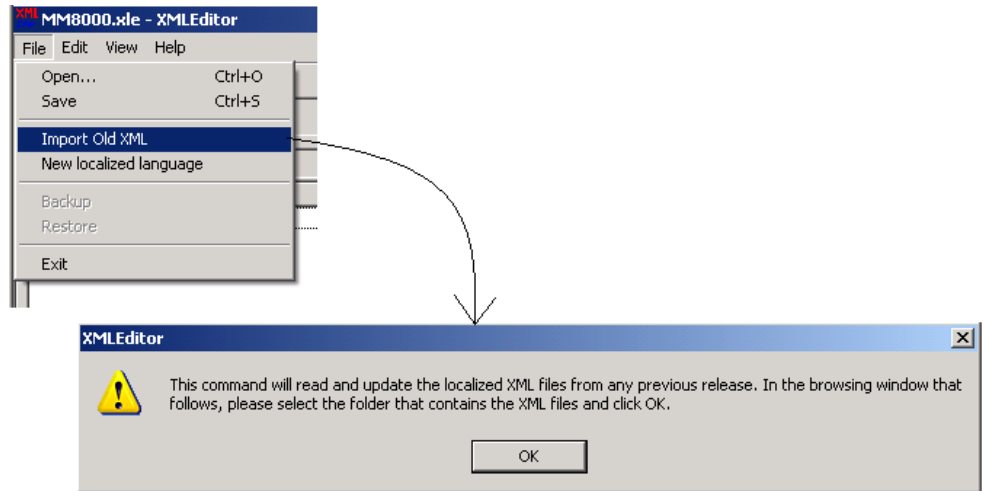 XML MM8000.xle - XMLEditor
File Edit View Help
Open... Ctrl+O
Save Ctrl+S
Import Old XML
New localized language
Backup
Restore
Exit
XMLEditor
This command will read and update the localized XML files from any previous release. In the browsing window that
follows, please select the folder that contains the XML files and click OK.
OK